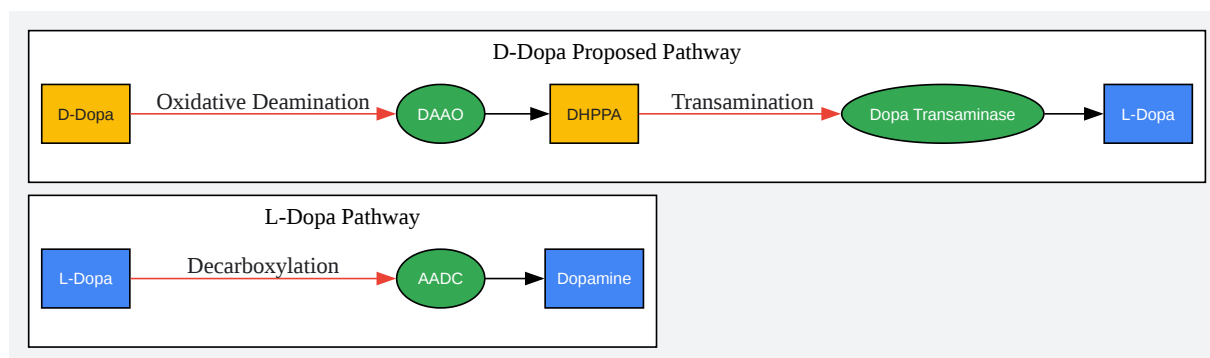 D-Dopa Proposed Pathway
D-Dopa
Oxidative Deamination
DAAO
DHPPA
Transamination
Dopa Transaminase
L-Dopa
L-Dopa Pathway
L-Dopa
Decarboxylation
AADC
Dopamine